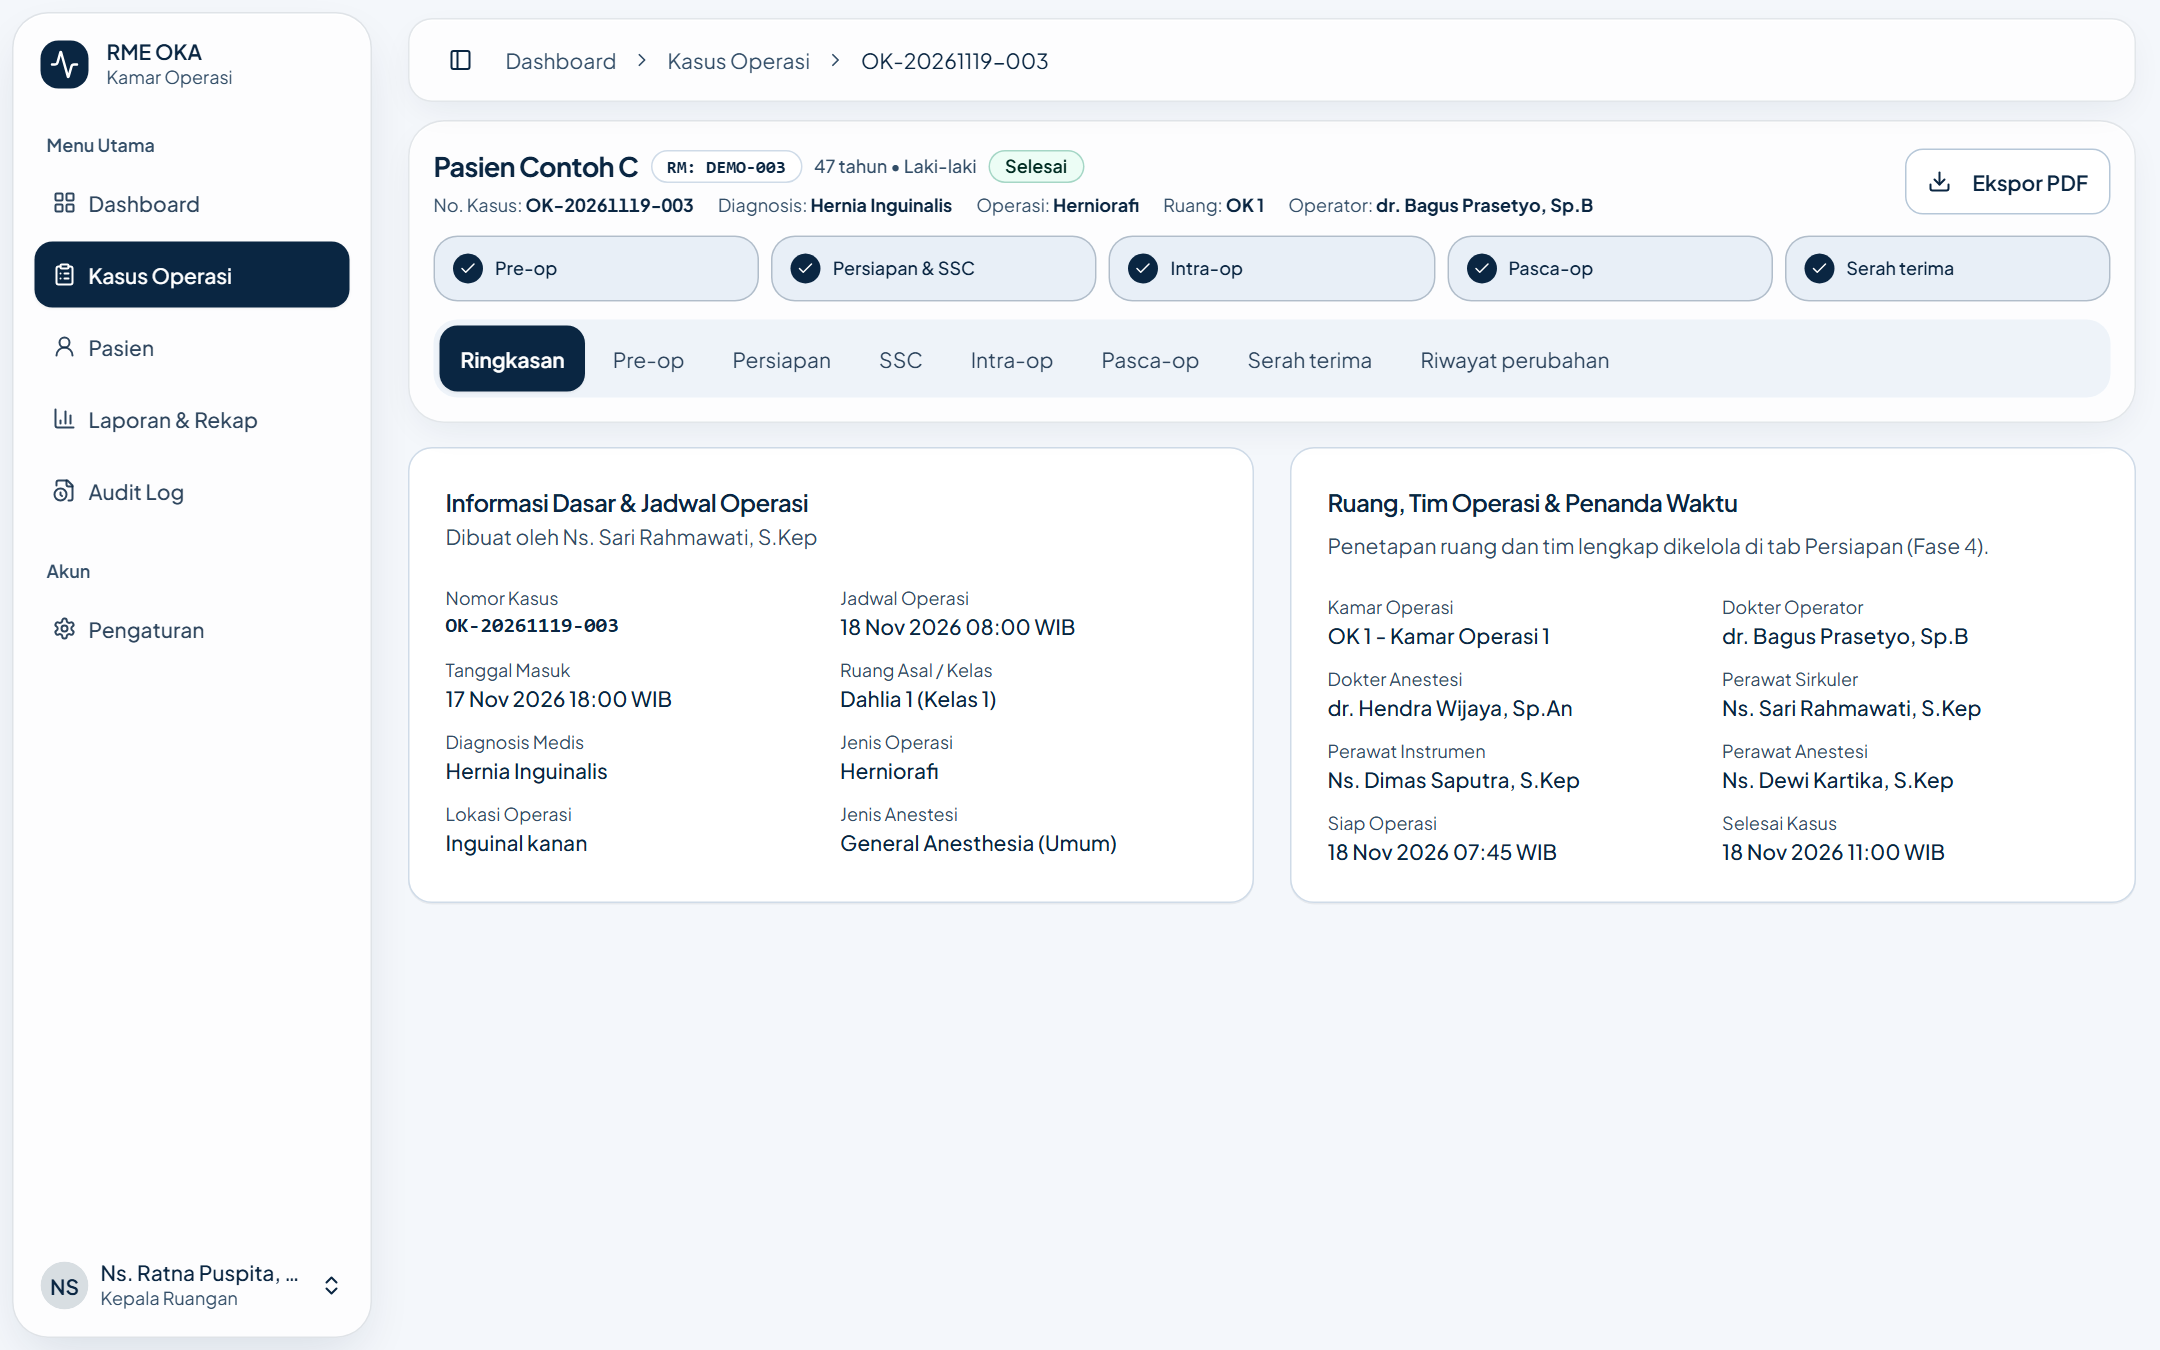 RME OKA
Kamar Operasi
Menu Utama
Dashboard
Kasus Operasi
Pasien
Laporan & Rekap
Audit Log
Akun
Pengaturan
NS
Ns. Ratna Puspita, ...
Kepala Ruangan
Dashboard > Kasus Operasi > OK-20261119-003
Pasien Contoh C RM: DEMO-003 47 tahun • Laki-laki Selesai
Ekspor PDF
No. Kasus: OK-20261119-003 Diagnosis: Hernia Inguinalis Operasi: Herniorafi Ruang: OK 1 Operator: dr. Bagus Prasetyo, Sp.B
Pre-op Persiapan & SSC Intra-op Pasca-op Serah terima
Ringkasan Pre-op Persiapan SSC Intra-op Pasca-op Serah terima Riwayat perubahan
Informasi Dasar & Jadwal Operasi
Dibuat oleh Ns. Sari Rahmawati, S.Kep
Nomor Kasus Jadwal Operasi
OK-20261119-003 18 Nov 2026 08:00 WIB
Tanggal Masuk Ruang Asal / Kelas
17 Nov 2026 18:00 WIB Dahlia 1 (Kelas 1)
Diagnosis Medis Jenis Operasi
Hernia Inguinalis Herniorafi
Lokasi Operasi Jenis Anestesi
Inguinal kanan General Anesthesia (Umum)
Ruang, Tim Operasi & Penanda Waktu
Penetapan ruang dan tim lengkap dikelola di tab Persiapan (Fase 4).
Kamar Operasi Dokter Operator
OK 1 - Kamar Operasi 1 dr. Bagus Prasetyo, Sp.B
Dokter Anestesi Perawat Sirkuler
dr. Hendra Wijaya, Sp.An Ns. Sari Rahmawati, S.Kep
Perawat Instrumen Perawat Anestesi
Ns. Dimas Saputra, S.Kep Ns. Dewi Kartika, S.Kep
Siap Operasi Selesai Kasus
18 Nov 2026 07:45 WIB 18 Nov 2026 11:00 WIB